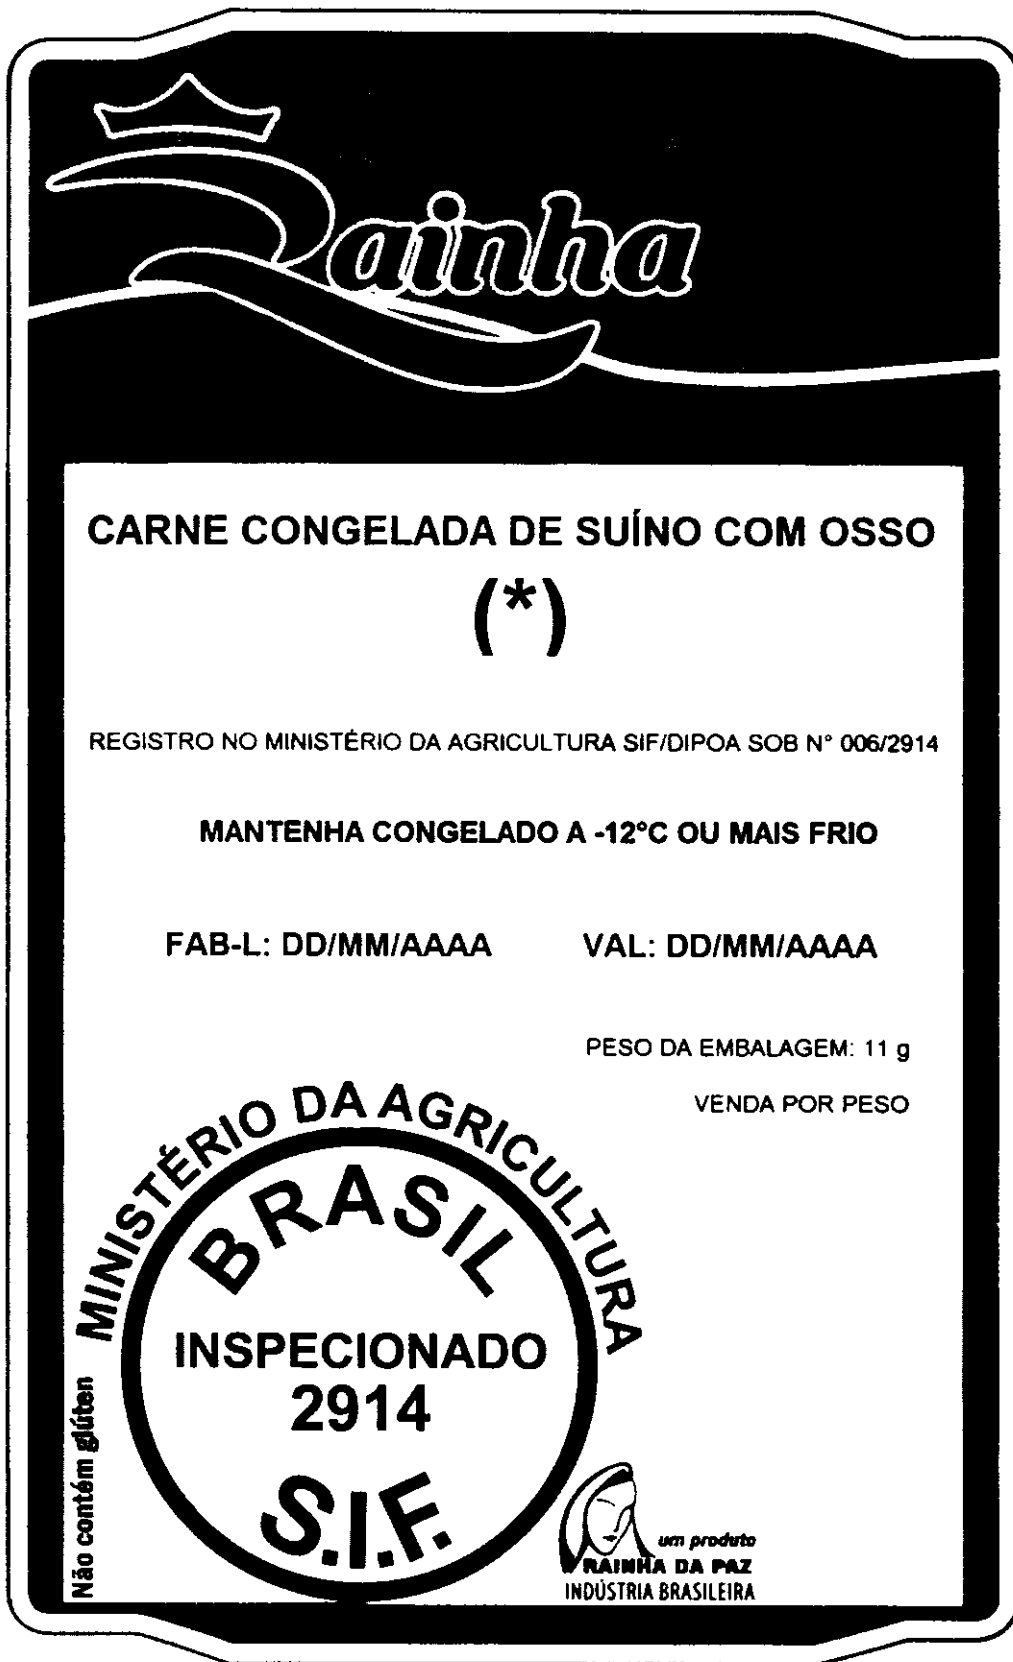 Rainha
CARNE CONGELADA DE SUÍNO COM OSSO
(*)
REGISTRO NO MINISTÉRIO DA AGRICULTURA SIF/DIPOA SOB N° 006/2914
MANTENHA CONGELADO A -12°C OU MAIS FRIO
FAB-L: DD/MM/AAAA VAL: DD/MM/AAAA
PESO DA EMBALAGEM: 11 g
VENDA POR PESO
MINISTÉRIO DA AGRICULTURA
BRASIL
INSPECIONADO
2914
S.I.F.
Não contém glúten
um produto
RAINHA DA PAZ
INDÚSTRIA BRASILEIRA